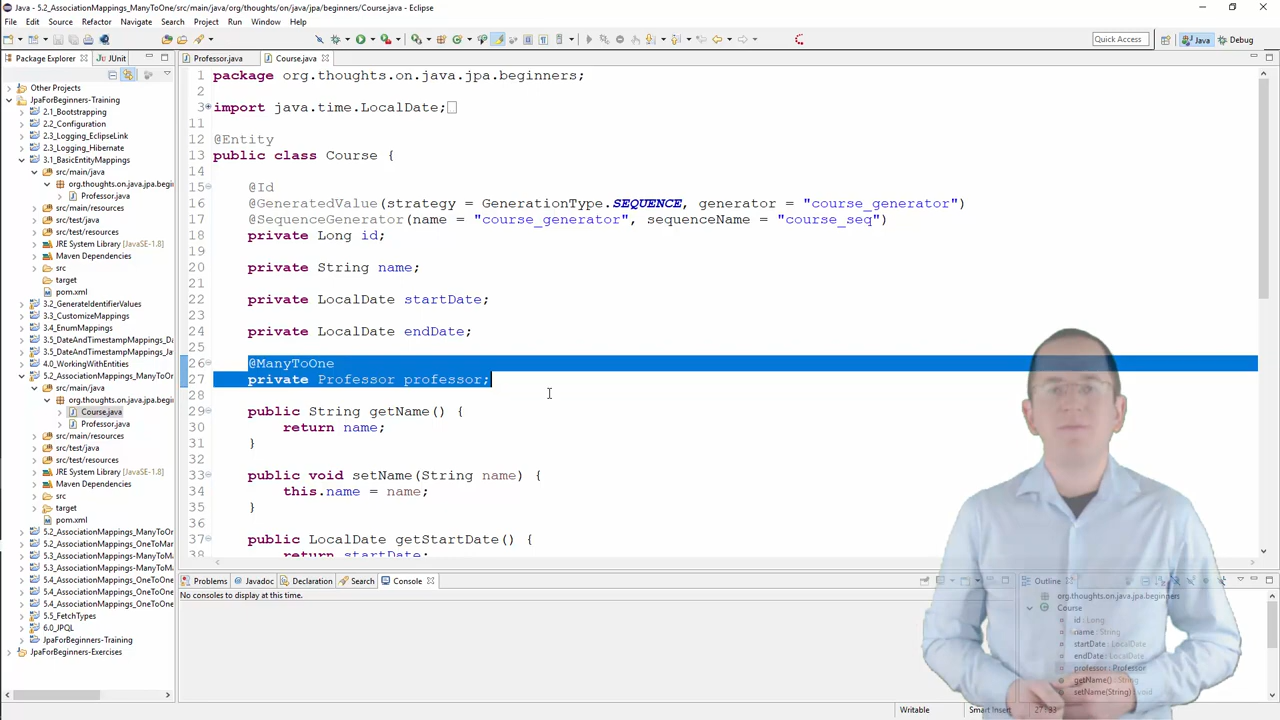 Java - 5.2_AssociationMappings_ManyToOne/src/main/java/org/thoughts/on/java/jpa/beginners/Course.java - Eclipse
File Edit Source Refactor Navigate Search Project Run Window Help
Quick Access Java Debug
Package Explorer JUnit
Other Projects
JpaForBeginners-Training
2.1_Bootstrapping
2.2_Configuration
2.3_Logging_EclipseLink
2.3_Logging_Hibernate
3.1_BasicEntityMappings
src/main/java
org.thoughts.on.java.jpa.begin
Professor.java
src/main/resources
src/test/java
src/test/resources
JRE System Library [JavaSE-1.8]
Maven Dependencies
src
target
pom.xml
3.2_GenerateIdentifierValues
3.3_CustomizeMappings
3.4_EnumMappings
3.5_DateAndTimestampMappings_D
3.5_DateAndTimestampMappings_Ja
4.0_WorkingWithEntities
5.2_AssociationMappings_ManyTo
src/main/java
org.thoughts.on.java.jpa.begin
Course.java
Professor.java
src/main/resources
src/test/java
src/test/resources
JRE System Library [JavaSE-1.8]
Maven Dependencies
src
target
pom.xml
5.2_AssociationMappings_ManyToOn
5.3_AssociationMappings_ManyToMa
5.3-AssociationMappings_ManyToMa
5.4_AssociationMappings_OneToOne
5.4_AssociationMappings_OneToOne
5.4_AssociationMappings_OneToOne
5.5_FetchTypes
6.0_JPQL
JpaForBeginners-Training
JpaForBeginners-Exercises
Professor.java Course.java
1 package org.thoughts.on.java.jpa.beginners;
2
3 import java.time.LocalDate;
11
12 @Entity
13 public class Course {
14
15 @Id
16 @GeneratedValue(strategy = GenerationType.SEQUENCE, generator = "course_generator")
17 @SequenceGenerator(name = "course_generator", sequenceName = "course_seq")
18 private Long id;
19
20 private String name;
21
22 private LocalDate startDate;
23
24 private LocalDate endDate;
25
26 @ManyToOne
27 private Professor professor;
28
29 public String getName() {
30 return name;
31 }
32
33 public void setName(String name) {
34 this.name = name;
35 }
36
37 public LocalDate getStartDate() {
38 return startDate;
Problems Javadoc Declaration Search Console
No consoles to display at this time.
Outline
org.thoughts.on.java.jpa.beginners
Course
id : Long
name : String
startDate : LocalDate
endDate : LocalDate
professor : Professor
getName() : String
setName(String) : void
Writable Smart Insert 27 : 33